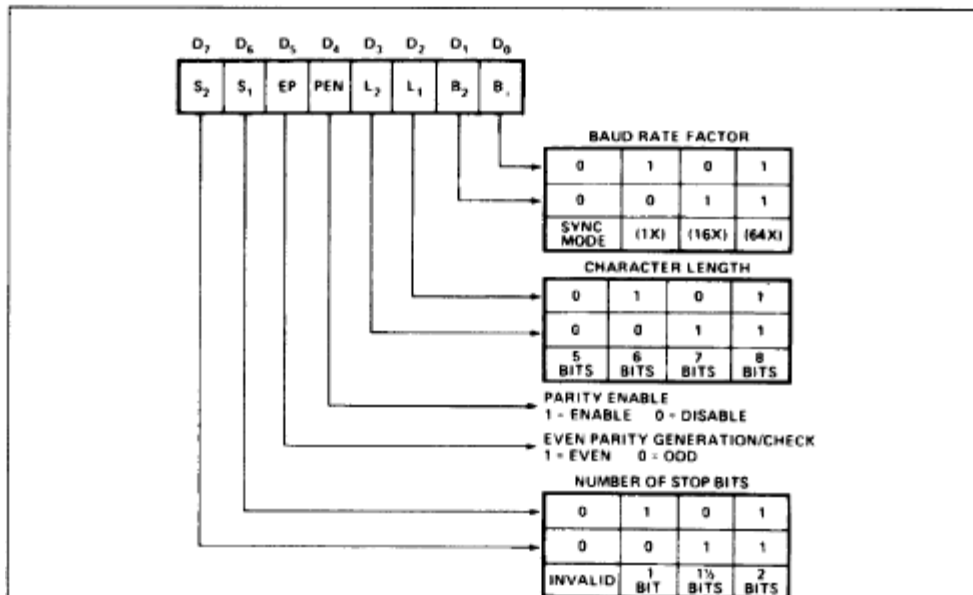 D7 D6 D5 D4 D3 D2 D1 D0
S2 S1 EP PEN L2 L1 B2 B
BAUD RATE FACTOR
0 1 0 1
0 0 1 1
SYNC MODE (1X) (16X) (64X)
CHARACTER LENGTH
0 1 0 1
0 0 1 1
5 BITS 6 BITS 7 BITS 8 BITS
PARITY ENABLE
1 = ENABLE 0 = DISABLE
EVEN PARITY GENERATION/CHECK
1 = EVEN 0 = ODD
NUMBER OF STOP BITS
0 1 0 1
0 0 1 1
INVALID 1 BIT 1½ BITS 2 BITS